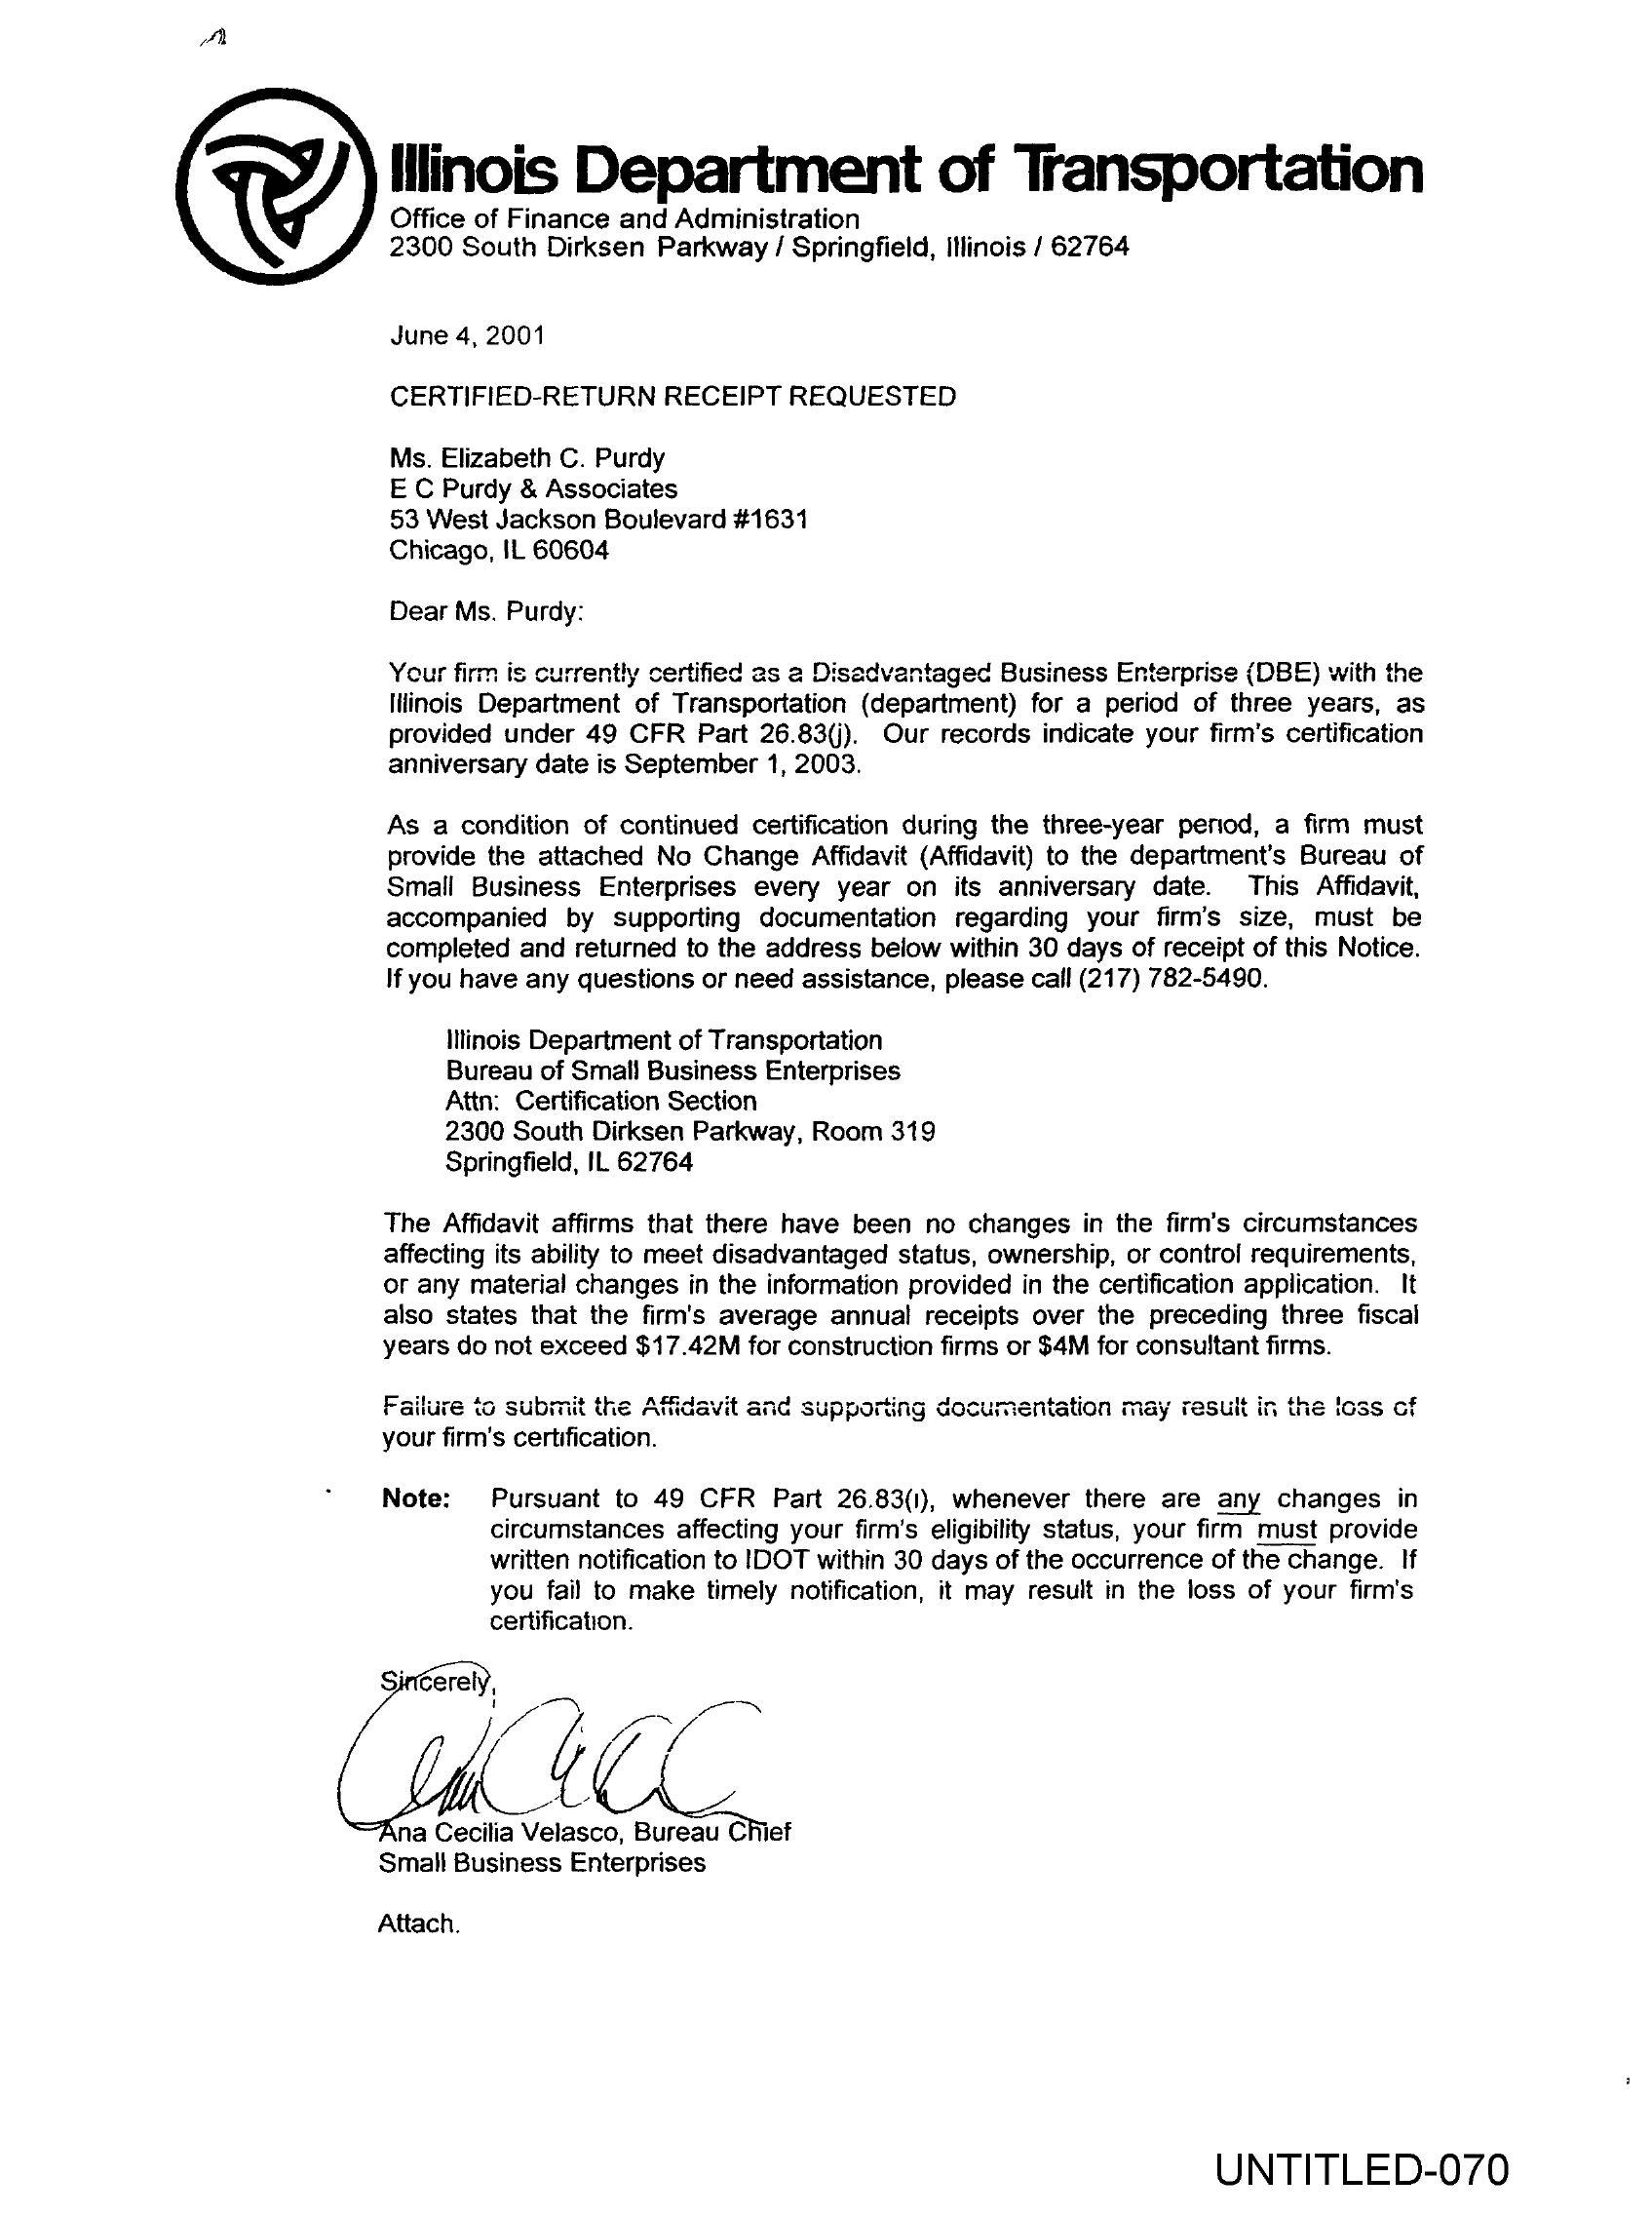 Illinois Department of Transportation
Office of Finance and Administration
2300 South Dirksen Parkway / Springfield, Illinois / 62764
June 4, 2001
CERTIFIED-RETURN RECEIPT REQUESTED
Ms. Elizabeth C. Purdy
E C Purdy & Associates
53 West Jackson Boulevard #1631
Chicago, IL 60604
Dear Ms. Purdy:
Your firm is currently certified as a Disadvantaged Business Enterprise (DBE) with the
Illinois Department of Transportation (department) for a period of three years, as
provided under 49 CFR Part 26.83(j). Our records indicate your firm's certification
anniversary date is September 1, 2003.
As a condition of continued certification during the three-year period, a firm must
provide the attached No Change Affidavit (Affidavit) to the department's Bureau of
Small Business Enterprises every year on its anniversary date. This Affidavit,
accompanied by supporting documentation regarding your firm's size, must be
completed and returned to the address below within 30 days of receipt of this Notice.
If you have any questions or need assistance, please call (217) 782-5490.
Illinois Department of Transportation
Bureau of Small Business Enterprises
Attn: Certification Section
2300 South Dirksen Parkway, Room 319
Springfield, IL 62764
The Affidavit affirms that there have been no changes in the firm's circumstances
affecting its ability to meet disadvantaged status, ownership, or control requirements,
or any material changes in the information provided in the certification application. It
also states that the firm's average annual receipts over the preceding three fiscal
years do not exceed $17.42M for construction firms or $4M for consultant firms.
Failure to submit the Affidavit and supporting documentation may result in the loss of
your firm's certification.
Note: Pursuant to 49 CFR Part 26.83(i), whenever there are any changes in
circumstances affecting your firm's eligibility status, your firm must provide
written notification to IDOT within 30 days of the occurrence of the change. If
you fail to make timely notification, it may result in the loss of your firm's
certification.
Sincerely,
Ana Cecilia Velasco, Bureau Chief
Small Business Enterprises
Attach.
UNTITLED-070